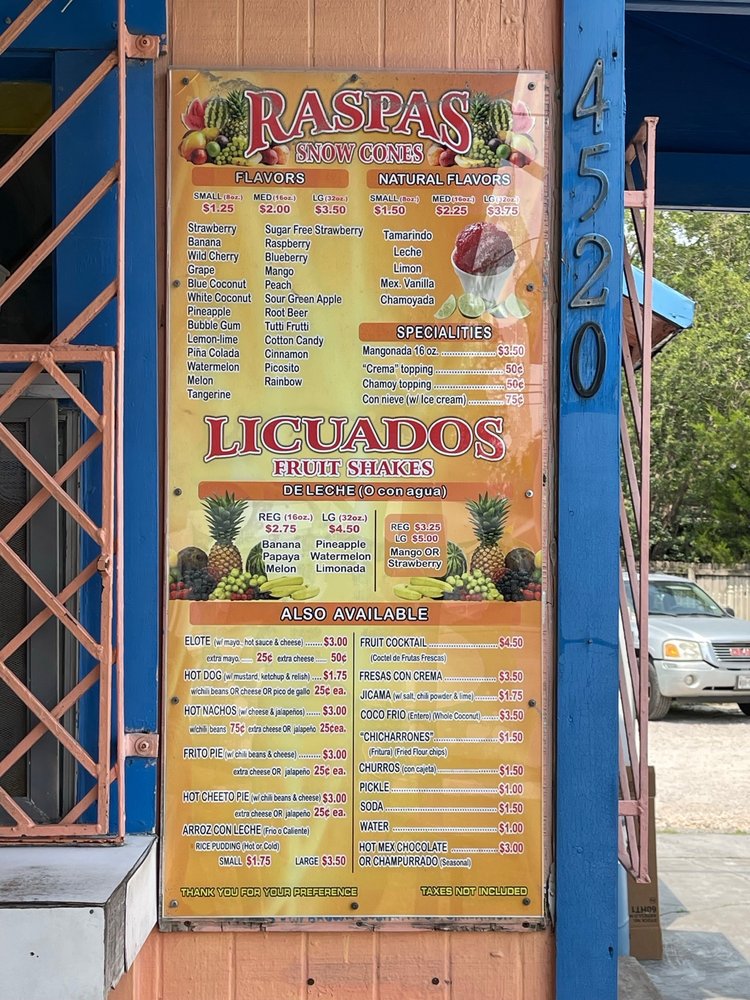 RASPAS
SNOW CONES
FLAVORS
SMALL (8oz.) MED (16oz.) LG (32oz.)
$1.25 $2.00 $3.50
Strawberry
Banana
Wild Cherry
Grape
Blue Coconut
White Coconut
Pineapple
Bubble Gum
Lemon-lime
Piña Colada
Watermelon
Melon
Tangerine
Sugar Free Strawberry
Raspberry
Blueberry
Mango
Peach
Sour Green Apple
Root Beer
Tutti Frutti
Cotton Candy
Cinnamon
Picosito
Rainbow
NATURAL FLAVORS
SMALL (8oz.) MED (16oz.) LG (32oz.)
$1.50 $2.25 $3.75
Tamarindo
Leche
Limon
Mex. Vanilla
Chamoyada
SPECIALITIES
Mangonada 16 oz. ................ $3.50
"Crema" topping .................... 50¢
Chamoy topping .................... 50¢
Con nieve (w/ Ice cream) .......... 75¢
LICUADOS
FRUIT SHAKES
DE LECHE (O con agua)
REG (16oz.) LG (32oz.)
$2.75 $4.50
Banana Pineapple
Papaya Watermelon
Melon Limonada
REG $3.25
LG $5.00
Mango OR
Strawberry
ALSO AVAILABLE
ELOTE (w/ mayo., hot sauce & cheese) ....... $3.00
extra mayo. ...... 25¢ extra cheese ...... 50¢
HOT DOG (w/ mustard, ketchup & relish) .... $1.75
w/chili beans OR cheese OR pico de gallo 25¢ ea.
HOT NACHOS (w/ cheese & jalapeños) ...... $3.00
w/chili beans 75¢ extra cheese OR jalapeño 25¢ea.
FRITO PIE (w/ chili beans & cheese) ......... $3.00
extra cheese OR jalapeño 25¢ ea.
HOT CHEETO PIE (w/ chili beans & cheese) $3.00
extra cheese OR jalapeño 25¢ ea.
ARROZ CON LECHE (Frio o Caliente)
RICE PUDDING (Hot or Cold)
SMALL $1.75 LARGE $3.50
FRUIT COCKTAIL ........................ $4.50
(Coctel de Frutas Frescas)
FRESAS CON CREMA .................... $3.50
JICAMA (w/ salt, chili powder & lime) ........ $1.75
COCO FRIO (Entero) (Whole Coconut) ..... $3.50
"CHICHARRONES" ...................... $1.50
(Fritura) (Fried Flour chips)
CHURROS (con cajeta) ..................... $1.50
PICKLE ................................... $1.00
SODA .................................... $1.50
WATER ................................... $1.00
HOT MEX CHOCOLATE ................ $3.00
OR CHAMPURRADO (Seasonal)
THANK YOU FOR YOUR PREFERENCE
TAXES NOT INCLUDED
4520